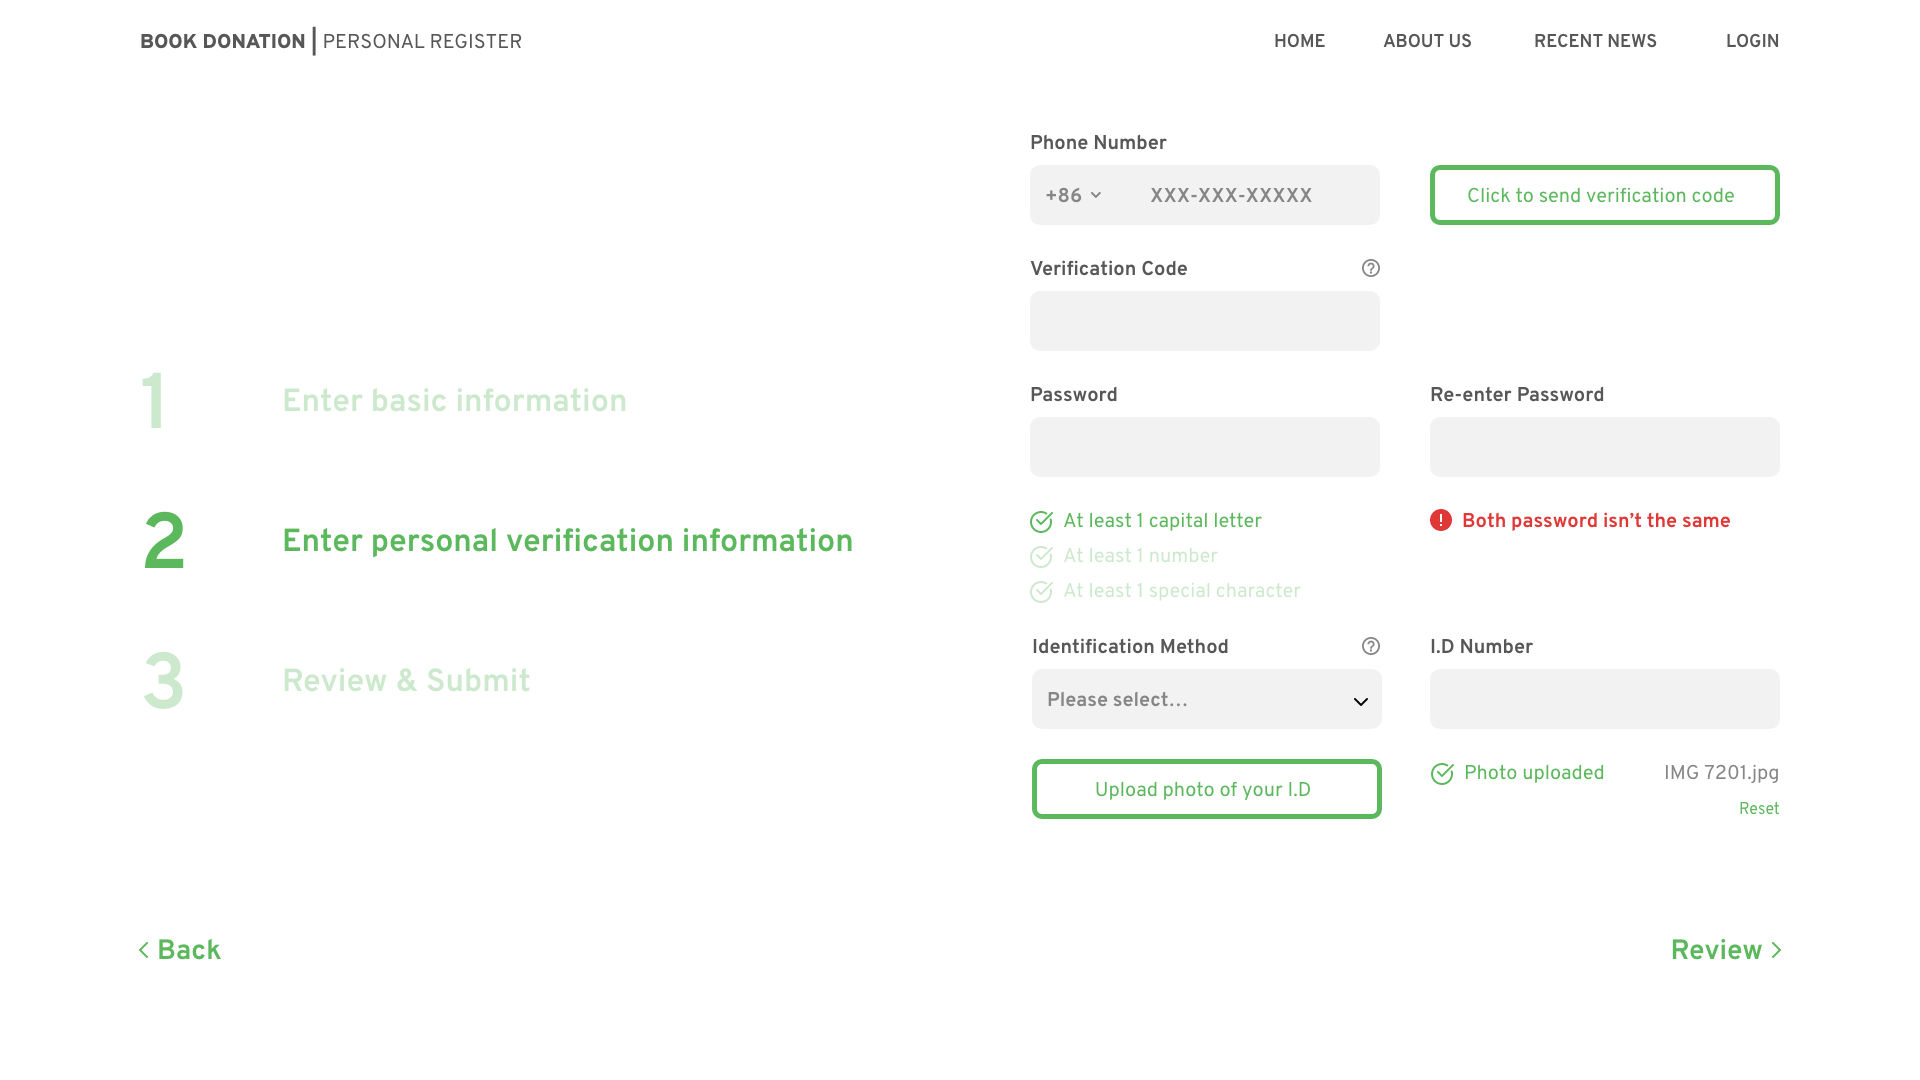 BOOK DONATION | PERSONAL REGISTER
HOME ABOUT US RECENT NEWS LOGIN
1 Enter basic information
2 Enter personal verification information
3 Review & Submit
Phone Number
+86 XXX-XXX-XXXXX
Click to send verification code
Verification Code
Password
Re-enter Password
At least 1 capital letter
At least 1 number
At least 1 special character
Both password isn’t the same
Identification Method
Please select...
I.D Number
Upload photo of your I.D
Photo uploaded IMG 7201.jpg
Reset
< Back
Review >